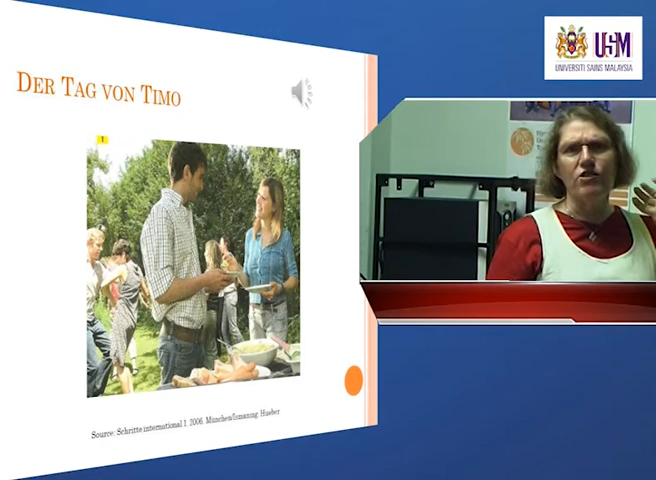 DER TAG VON TIMO
1
Source: Schritte international 1. 2006. München/Ismaning: Hueber
USM
UNIVERSITI SAINS MALAYSIA